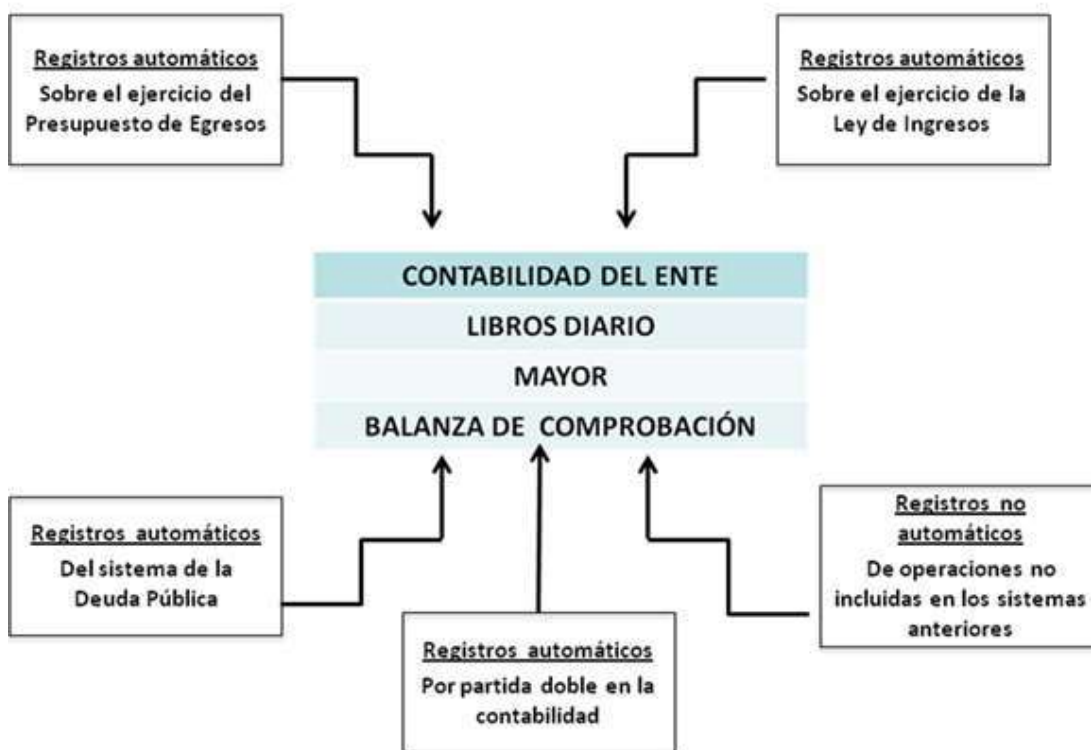 Registros automáticos
Sobre el ejercicio del
Presupuesto de Egresos
Registros automáticos
Sobre el ejercicio de la
Ley de Ingresos
CONTABILIDAD DEL ENTE
LIBROS DIARIO
MAYOR
BALANZA DE COMPROBACIÓN
Registros automáticos
Del sistema de la
Deuda Pública
Registros automáticos
Por partida doble en la
contabilidad
Registros no
automáticos
De operaciones no
incluidas en los sistemas
anteriores